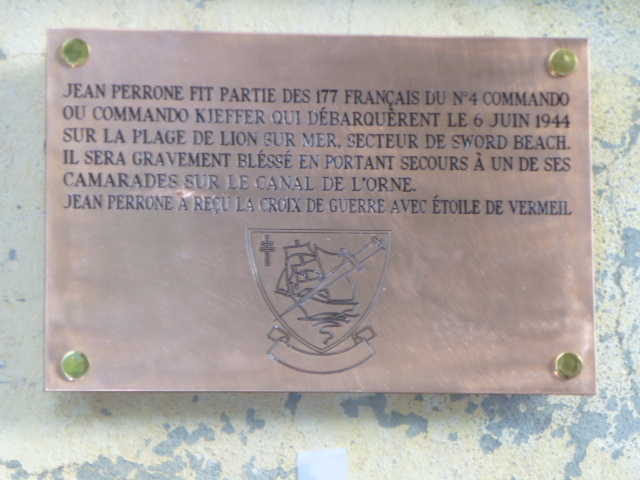 JEAN PERRONE FIT PARTIE DES 177 FRANÇAIS DU N°4 COMMANDO
OU COMMANDO KIEFFER QUI DÉBARQUÈRENT LE 6 JUIN 1944
SUR LA PLAGE DE LION SUR MER, SECTEUR DE SWORD BEACH.
IL SERA GRAVEMENT BLÉSSÉ EN PORTANT SECOURS À UN DE SES
CAMARADES SUR LE CANAL DE L'ORNE.
JEAN PERRONE A REÇU LA CROIX DE GUERRE AVEC ÉTOILE DE VERMEIL